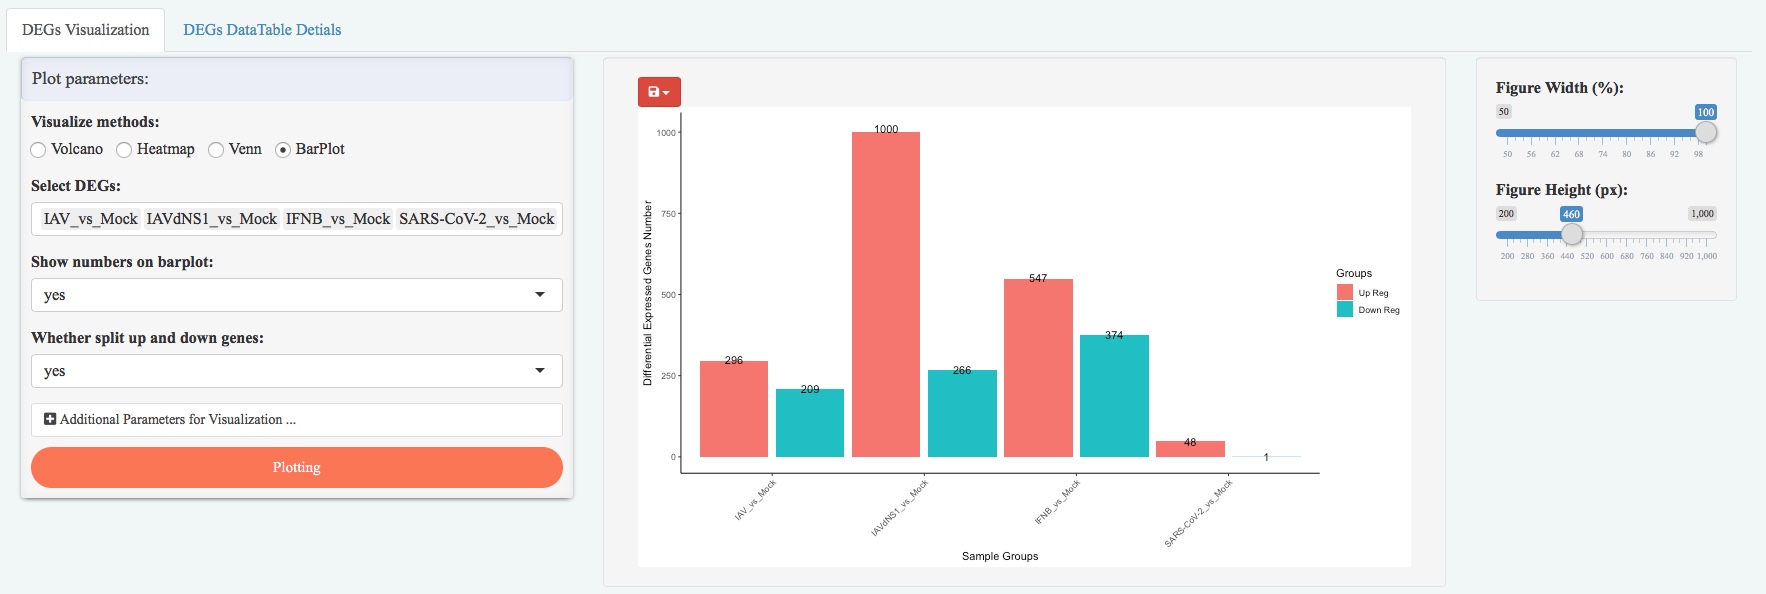 DEGs Visualization
DEGs DataTable Detials
Plot parameters:
Visualize methods:
Volcano Heatmap Venn BarPlot
Select DEGs:
IAV_vs_Mock IAVdNS1_vs_Mock IFNB_vs_Mock SARS-CoV-2_vs_Mock
Show numbers on barplot:
yes
Whether split up and down genes:
yes
Additional Parameters for Visualization ...
Plotting
Differential Expressed Genes Number
1000
750
500
250
0
296
209
1000
266
547
374
48
1
IAV_vs_Mock
IAVdNS1_vs_Mock
IFNB_vs_Mock
SARS-CoV-2_vs_Mock
Sample Groups
Groups
Up Reg
Down Reg
Figure Width (%):
50 100
50 56 62 68 74 80 86 92 98
Figure Height (px):
200 460 1,000
200 280 360 440 520 600 680 760 840 920 1,000